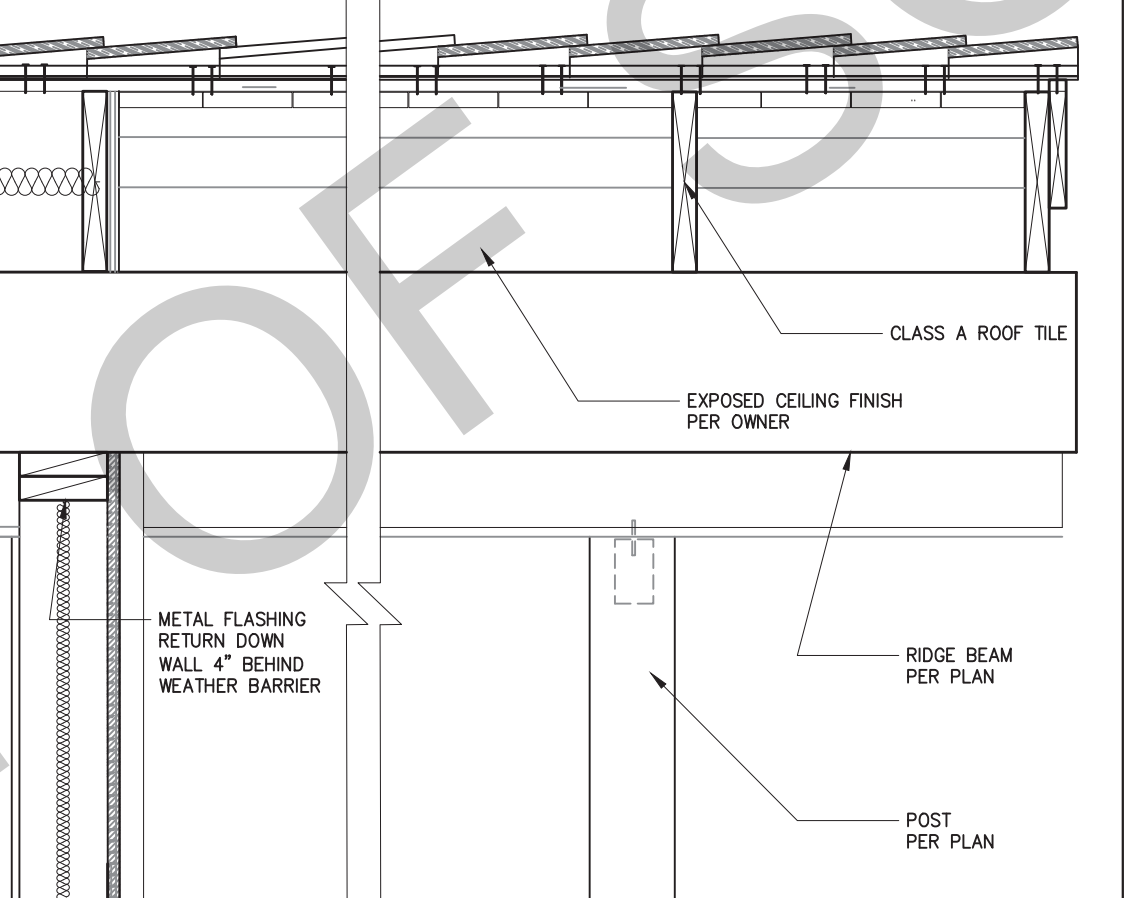 CLASS A ROOF TILE
EXPOSED CEILING FINISH
PER OWNER
METAL FLASHING
RETURN DOWN
WALL 4" BEHIND
WEATHER BARRIER
RIDGE BEAM
PER PLAN
POST
PER PLAN
OF